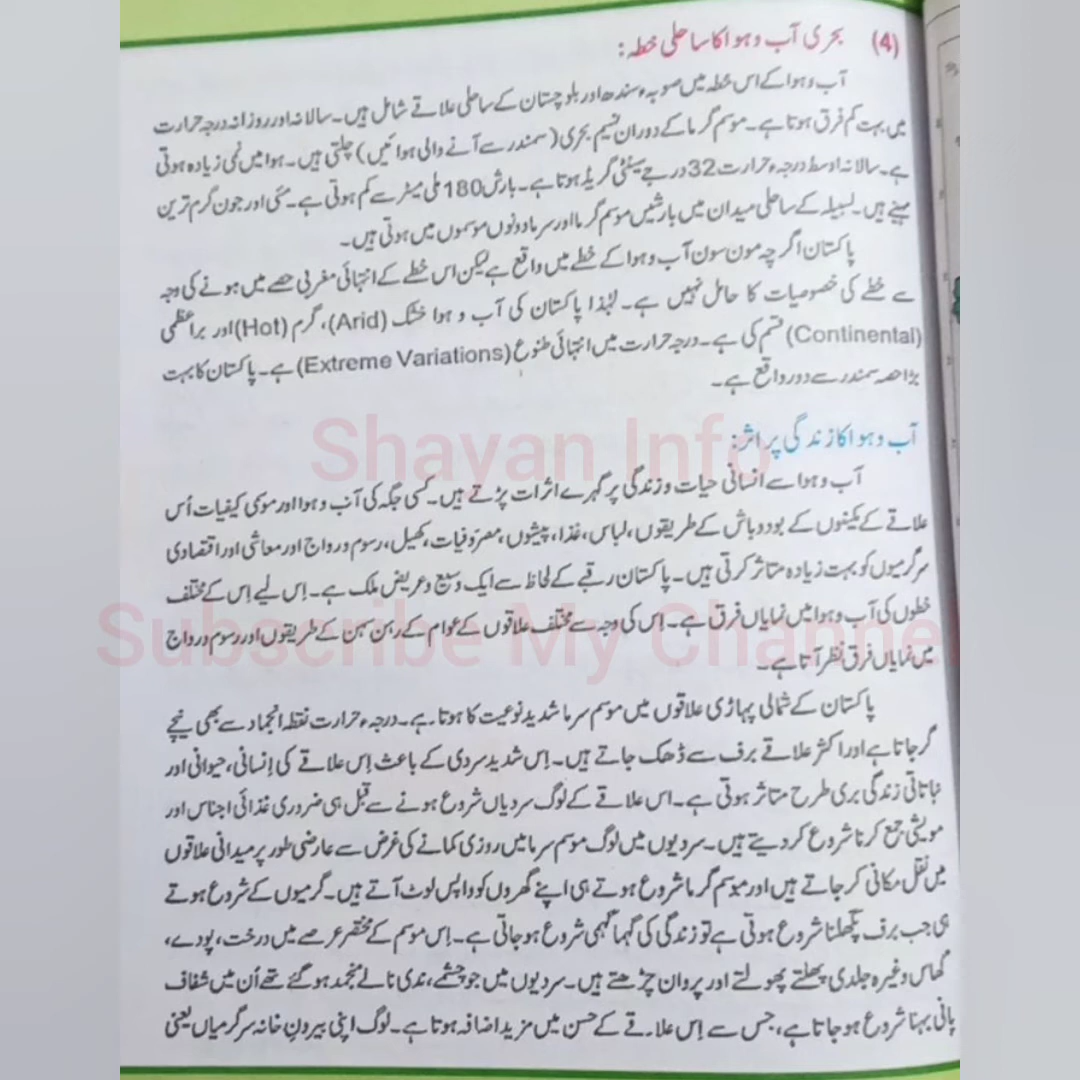 (4) بحری آب و ہوا کا ساحلی خطہ:
آب و ہوا کے اس خطہ میں صوبہء سندھ اور بلوچستان کے ساحلی علاقے شامل ہیں۔ سالانہ اور روزانہ درجہ حرارت
میں بہت کم فرق ہوتا ہے۔ موسم گرما کے دوران نسیم بحری (سمندر سے آنے والی ہوائیں) چلتی ہیں۔ ہوا میں نمی زیادہ ہوتی
ہے۔ سالانہ اوسط درجہء حرارت 32 درجے سینٹی گریڈ ہوتا ہے۔ بارش 180 ملی میٹر سے کم ہوتی ہے۔ مئی اور جون گرم ترین
مہینے ہیں۔ لسبیلہ کے ساحلی میدان میں بارشیں موسم گرما اور سرما دونوں موسموں میں ہوتی ہیں۔
پاکستان اگرچہ مون سون آب و ہوا کے خطے میں واقع ہے لیکن اس خطے کے انتہائی مغربی حصے میں ہونے کی وجہ
سے خطے کی خصوصیات کا حامل نہیں ہے۔ لہٰذا پاکستان کی آب و ہوا خشک (Arid)، گرم (Hot) اور براعظمی
(Continental) قسم کی ہے۔ درجہ حرارت میں انتہائی طنوع (Extreme Variations) ہے۔ پاکستان کا بہت
بڑا حصہ سمندر سے دور واقع ہے۔
آب و ہوا کا زندگی پر اثر:
Shayan Info
آب و ہوا سے انسانی حیات و زندگی پر گہرے اثرات پڑتے ہیں۔ کسی جگہ کی آب و ہوا اور موسمی کیفیات اُس
علاقے کے مکینوں کے بود و باش کے طریقوں، لباس، غذا، پیشوں، مصروفیات، کھیل، رسوم و رواج اور معاشی اور اقتصادی
سرگرمیوں کو بہت زیادہ متاثر کرتی ہیں۔ پاکستان رقبے کے لحاظ سے ایک وسیع و عریض ملک ہے۔ اِس لیے اِس کے مختلف
خطوں کی آب و ہوا میں نمایاں فرق ہے۔ اِس کی وجہ سے مختلف علاقوں کے عوام کے رہن سہن کے طریقوں اور رسوم و رواج
Subscribe My Channel
میں نمایاں فرق نظر آتا ہے۔
پاکستان کے شمالی پہاڑی علاقوں میں موسم سرما شدید نوعیت کا ہوتا ہے۔ درجہء حرارت نقطہ انجماد سے بھی نیچے
گر جاتا ہے اور اکثر علاقے برف سے ڈھک جاتے ہیں۔ اِس شدید سردی کے باعث اِس علاقے کی اِنسانی، حیوانی اور
نباتاتی زندگی بری طرح متاثر ہوتی ہے۔ اس علاقے کے لوگ سردیاں شروع ہونے سے قبل ہی ضروری غذائی اجناس اور
مویشی جمع کرنا شروع کر دیتے ہیں۔ سردیوں میں لوگ موسم سرما میں روزی کمانے کی غرض سے عارضی طور پر میدانی علاقوں
میں نقل مکانی کر جاتے ہیں اور موسم گرما شروع ہوتے ہی اپنے گھروں کو واپس لوٹ آتے ہیں۔ گرمیوں کے شروع ہوتے
ہی جب برف پگھلنا شروع ہوتی ہے تو زندگی کی گہما گہمی شروع ہو جاتی ہے۔ اِس موسم کے مختصر عرصے میں درخت، پودے،
گھاس وغیرہ جلدی پھلتے پھولتے اور پروان چڑھتے ہیں۔ سردیوں میں جو چشمے، ندی نالے منجمد ہو گئے تھے اُن میں شفاف
پانی بہنا شروع ہو جاتا ہے، جس سے اِس علاقے کے حسن میں مزید اضافہ ہوتا ہے۔ لوگ اپنی بیرونِ خانہ سرگرمیاں یعنی